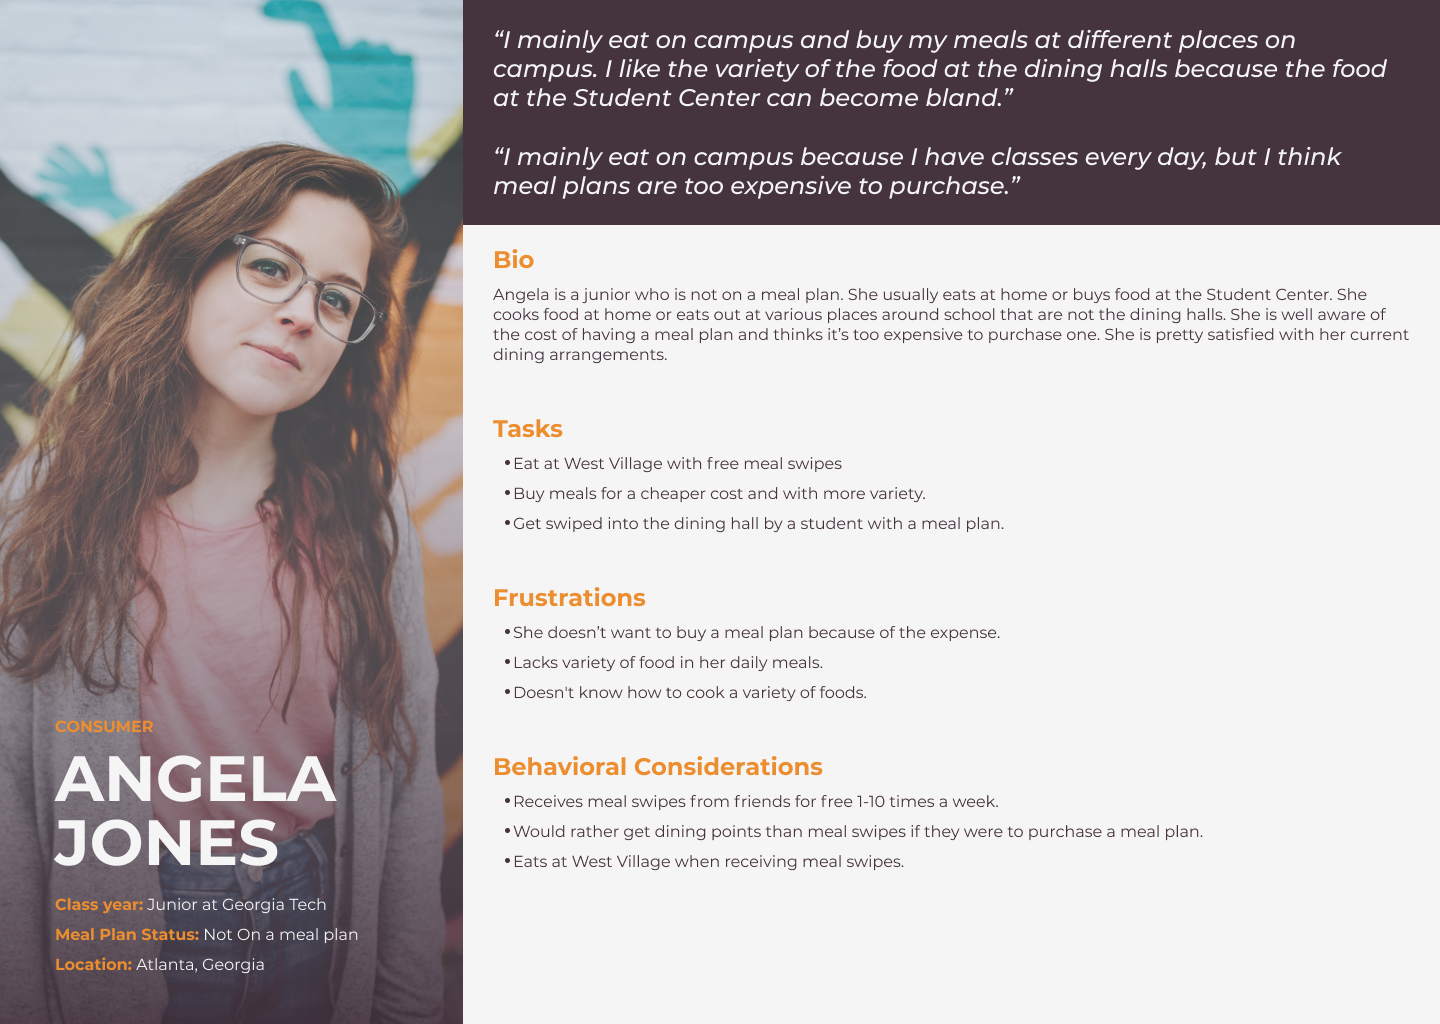 “I mainly eat on campus and buy my meals at different places on
campus. I like the variety of the food at the dining halls because the food
at the Student Center can become bland.”
“I mainly eat on campus because I have classes every day, but I think
meal plans are too expensive to purchase.”
Bio
Angela is a junior who is not on a meal plan. She usually eats at home or buys food at the Student Center. She
cooks food at home or eats out at various places around school that are not the dining halls. She is well aware of
the cost of having a meal plan and thinks it’s too expensive to purchase one. She is pretty satisfied with her current
dining arrangements.
Tasks
•Eat at West Village with free meal swipes
•Buy meals for a cheaper cost and with more variety.
•Get swiped into the dining hall by a student with a meal plan.
Frustrations
•She doesn’t want to buy a meal plan because of the expense.
•Lacks variety of food in her daily meals.
•Doesn't know how to cook a variety of foods.
Behavioral Considerations
•Receives meal swipes from friends for free 1-10 times a week.
•Would rather get dining points than meal swipes if they were to purchase a meal plan.
•Eats at West Village when receiving meal swipes.
CONSUMER
ANGELA
JONES
Class year: Junior at Georgia Tech
Meal Plan Status: Not On a meal plan
Location: Atlanta, Georgia